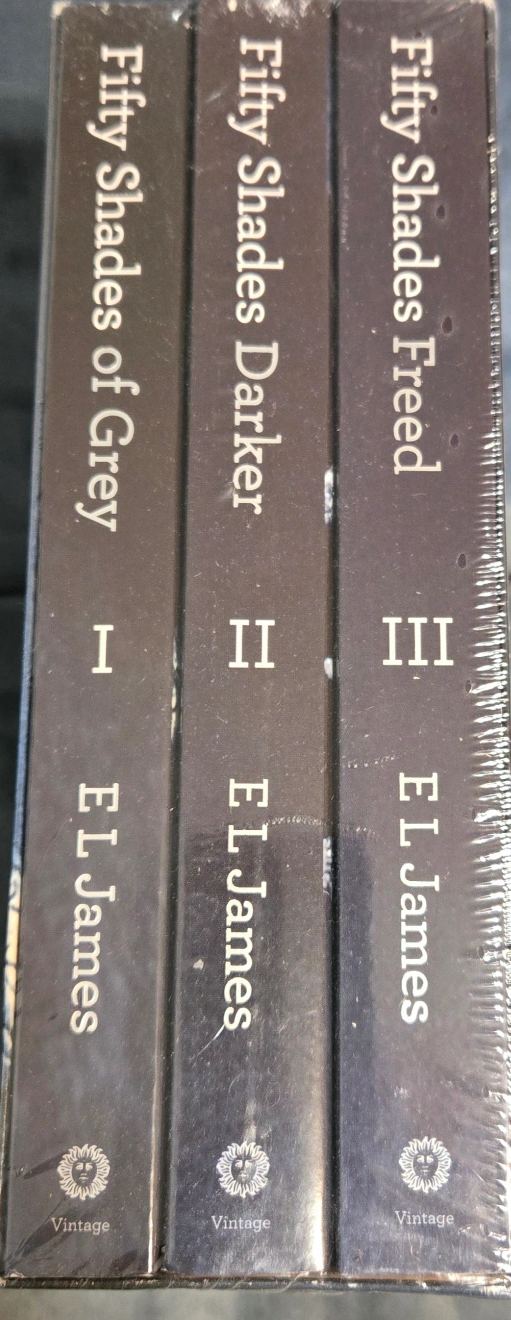 Fifty Shades of Grey
I
E L James
Vintage
Fifty Shades Darker
II
E L James
Vintage
Fifty Shades Freed
III
E L James
Vintage